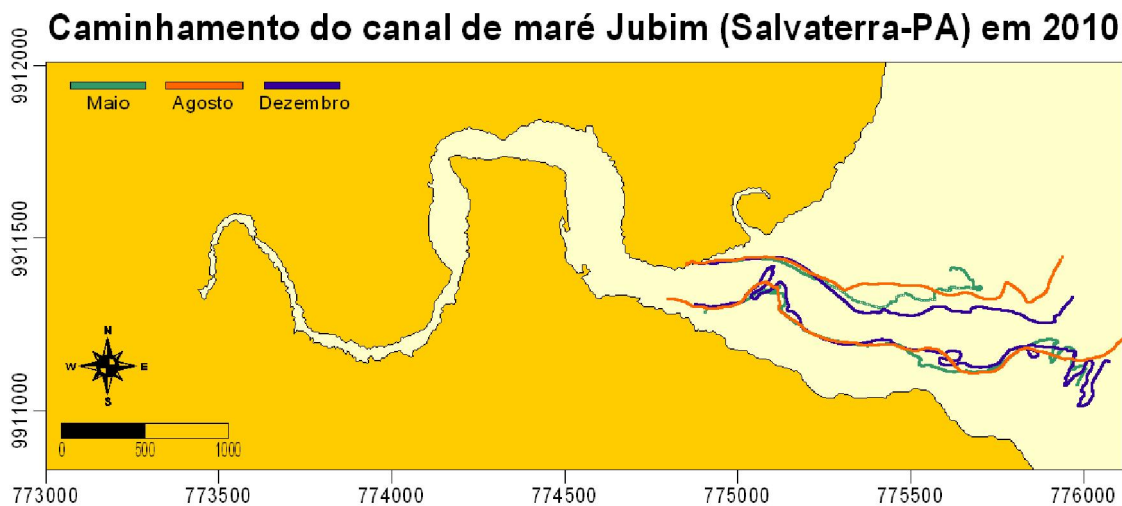 Caminhamento do canal de maré Jubim (Salvaterra-PA) em 2010
9912000
Maio Agosto Dezembro
9911500
N
W E
S
9911000
0 500 1000
773000 773500 774000 774500 775000 775500 776000